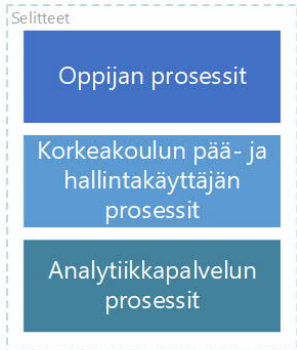 Selitteet
Oppijan prosessit
Korkeakoulun pää- ja
hallintakäyttäjän
prosessit
Analytiikkapalvelun
prosessit